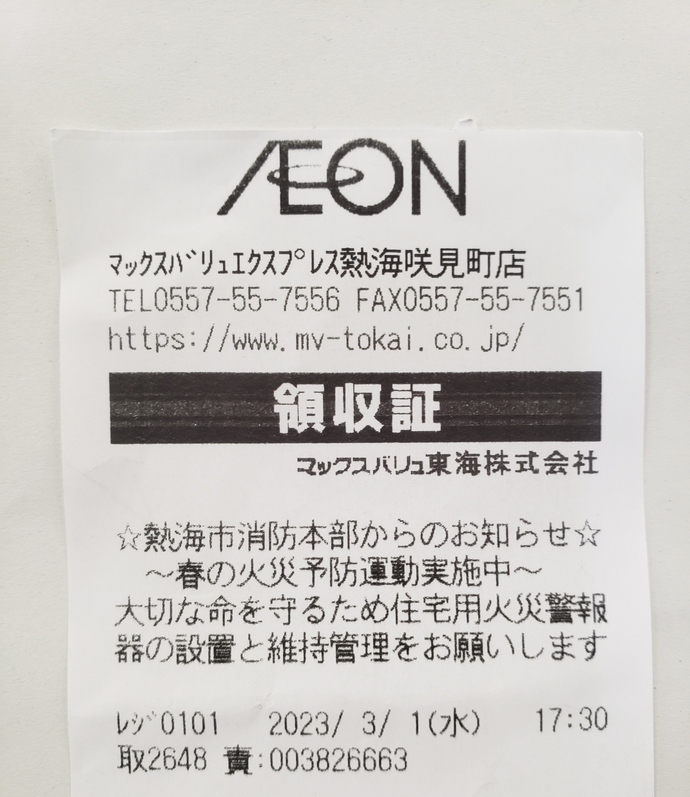 ÆON
マックスバリュエクスプレス熱海咲見町店
TEL0557-55-7556 FAX0557-55-7551
https://www.mv-tokai.co.jp/
領収証
マックスバリュ東海株式会社
☆熱海市消防本部からのお知らせ☆
～春の火災予防運動実施中～
大切な命を守るため住宅用火災警報
器の設置と維持管理をお願いします
レジ0101 2023/ 3/ 1(水) 17:30
取2648 責:003826663